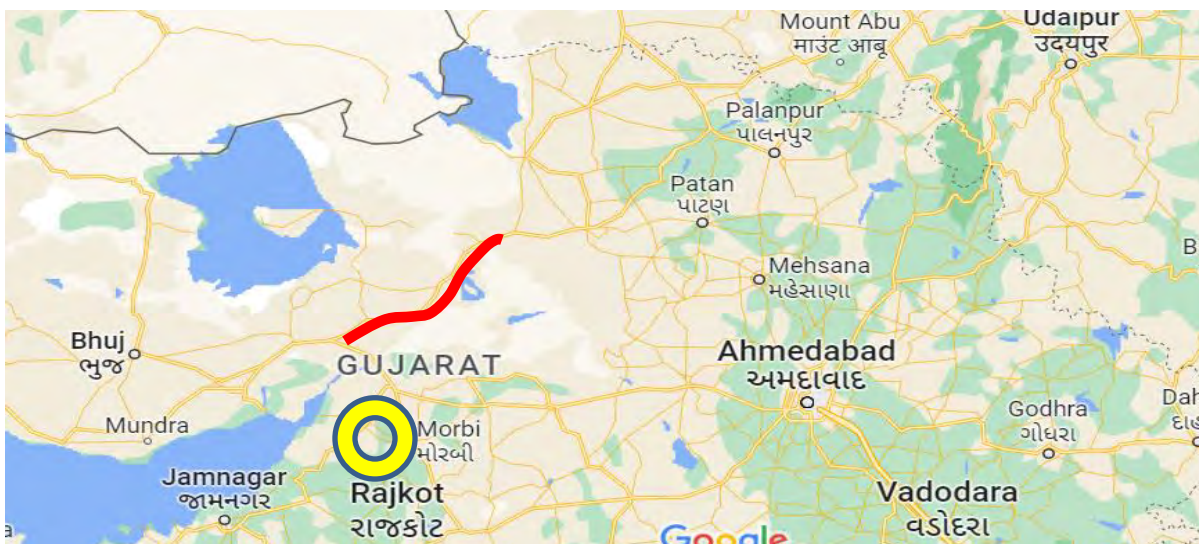 Mount Abu
માઉંટ આબૂ
Udaipur
उदयपुर
Palanpur
પાલનપુર
Patan
પાટણ
Mehsana
મહેસાણા
Bhuj
ભુજ
GUJARAT
Ahmedabad
અમદાવાદ
Mundra
Morbi
મોરબી
Godhra
ગોધરા
Jamnagar
જામનગર
Rajkot
રાજકોટ
Vadodara
વડોદરા
Google